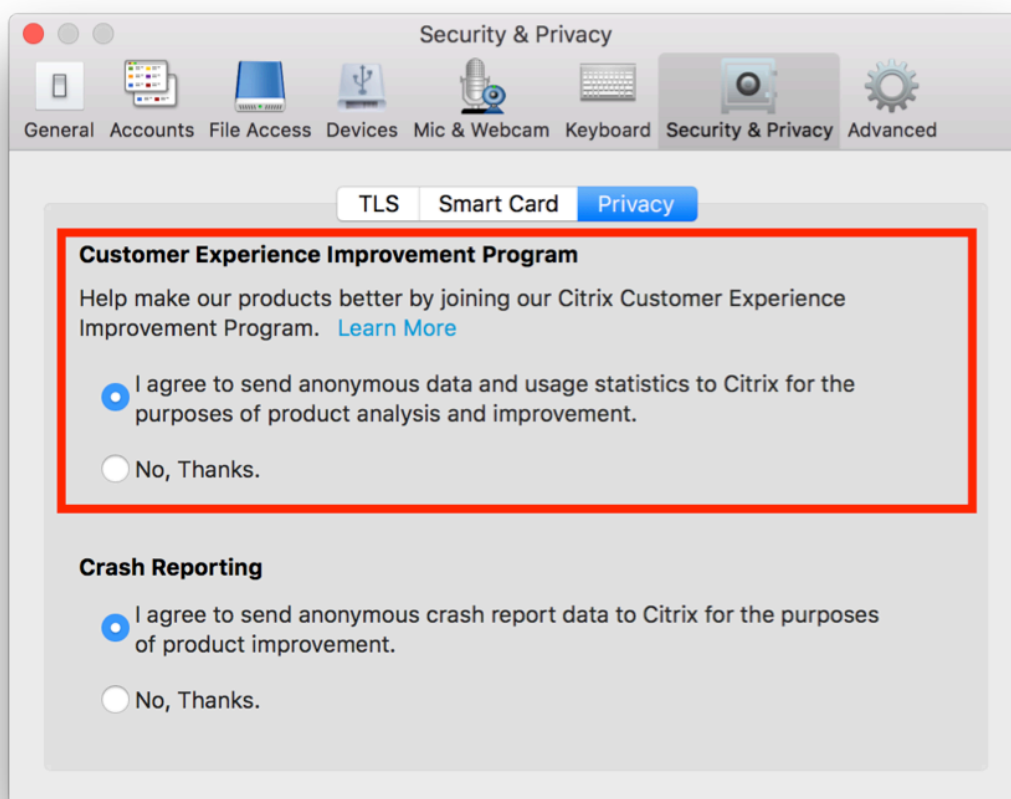 Security & Privacy
General Accounts File Access Devices Mic & Webcam Keyboard Security & Privacy Advanced
TLS Smart Card Privacy
Customer Experience Improvement Program
Help make our products better by joining our Citrix Customer Experience
Improvement Program. Learn More
I agree to send anonymous data and usage statistics to Citrix for the
purposes of product analysis and improvement.
No, Thanks.
Crash Reporting
I agree to send anonymous crash report data to Citrix for the purposes
of product improvement.
No, Thanks.